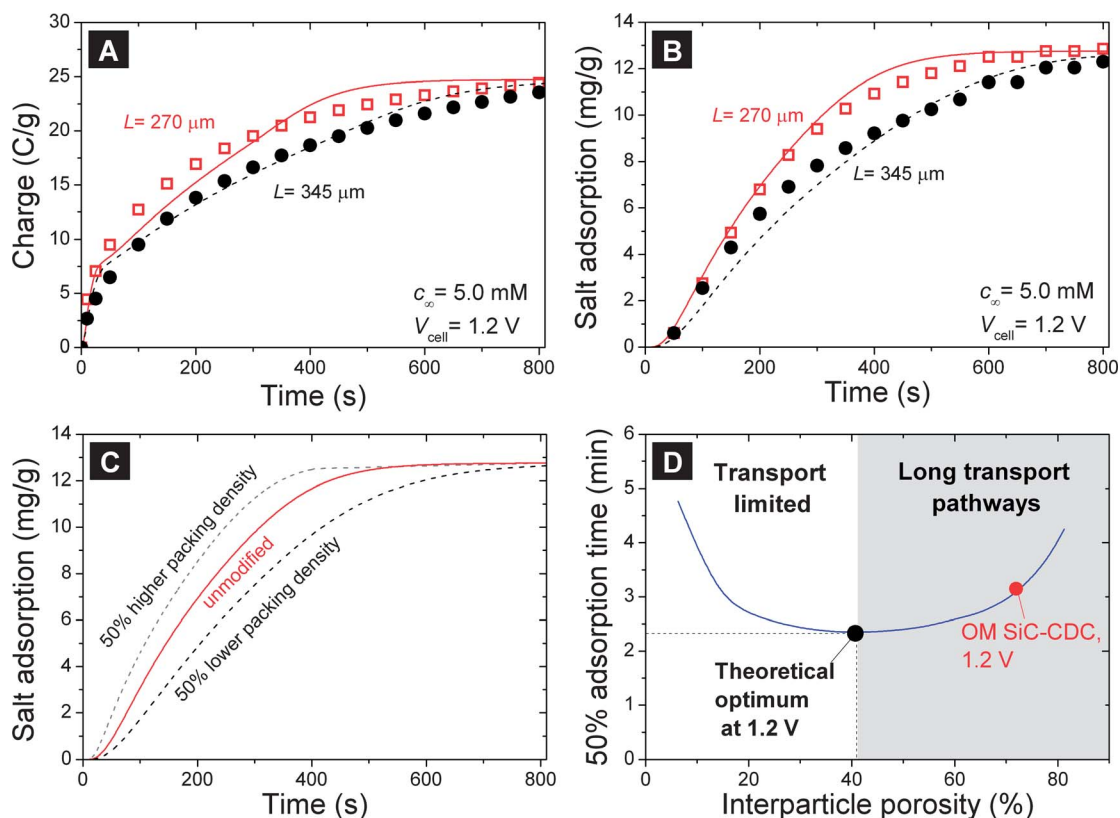 A
Charge (C/g)
30
25
20
15
10
5
0
L= 270 μm
L= 345 μm
c∞ = 5.0 mM
Vcell = 1.2 V
0 200 400 600 800
Time (s)
B
Salt adsorption (mg/g)
14
12
10
8
6
4
2
0
L= 270 μm
L= 345 μm
c∞ = 5.0 mM
Vcell = 1.2 V
0 200 400 600 800
Time (s)
C
Salt adsorption (mg/g)
14
12
10
8
6
4
2
0
50% higher packing density
unmodified
50% lower packing density
0 200 400 600 800
Time (s)
D
50% adsorption time (min)
6
5
4
3
2
1
0
Transport
limited
Long transport
pathways
OM SiC-CDC,
1.2 V
Theoretical
optimum
at 1.2 V
0 20 40 60 80
Interparticle porosity (%)